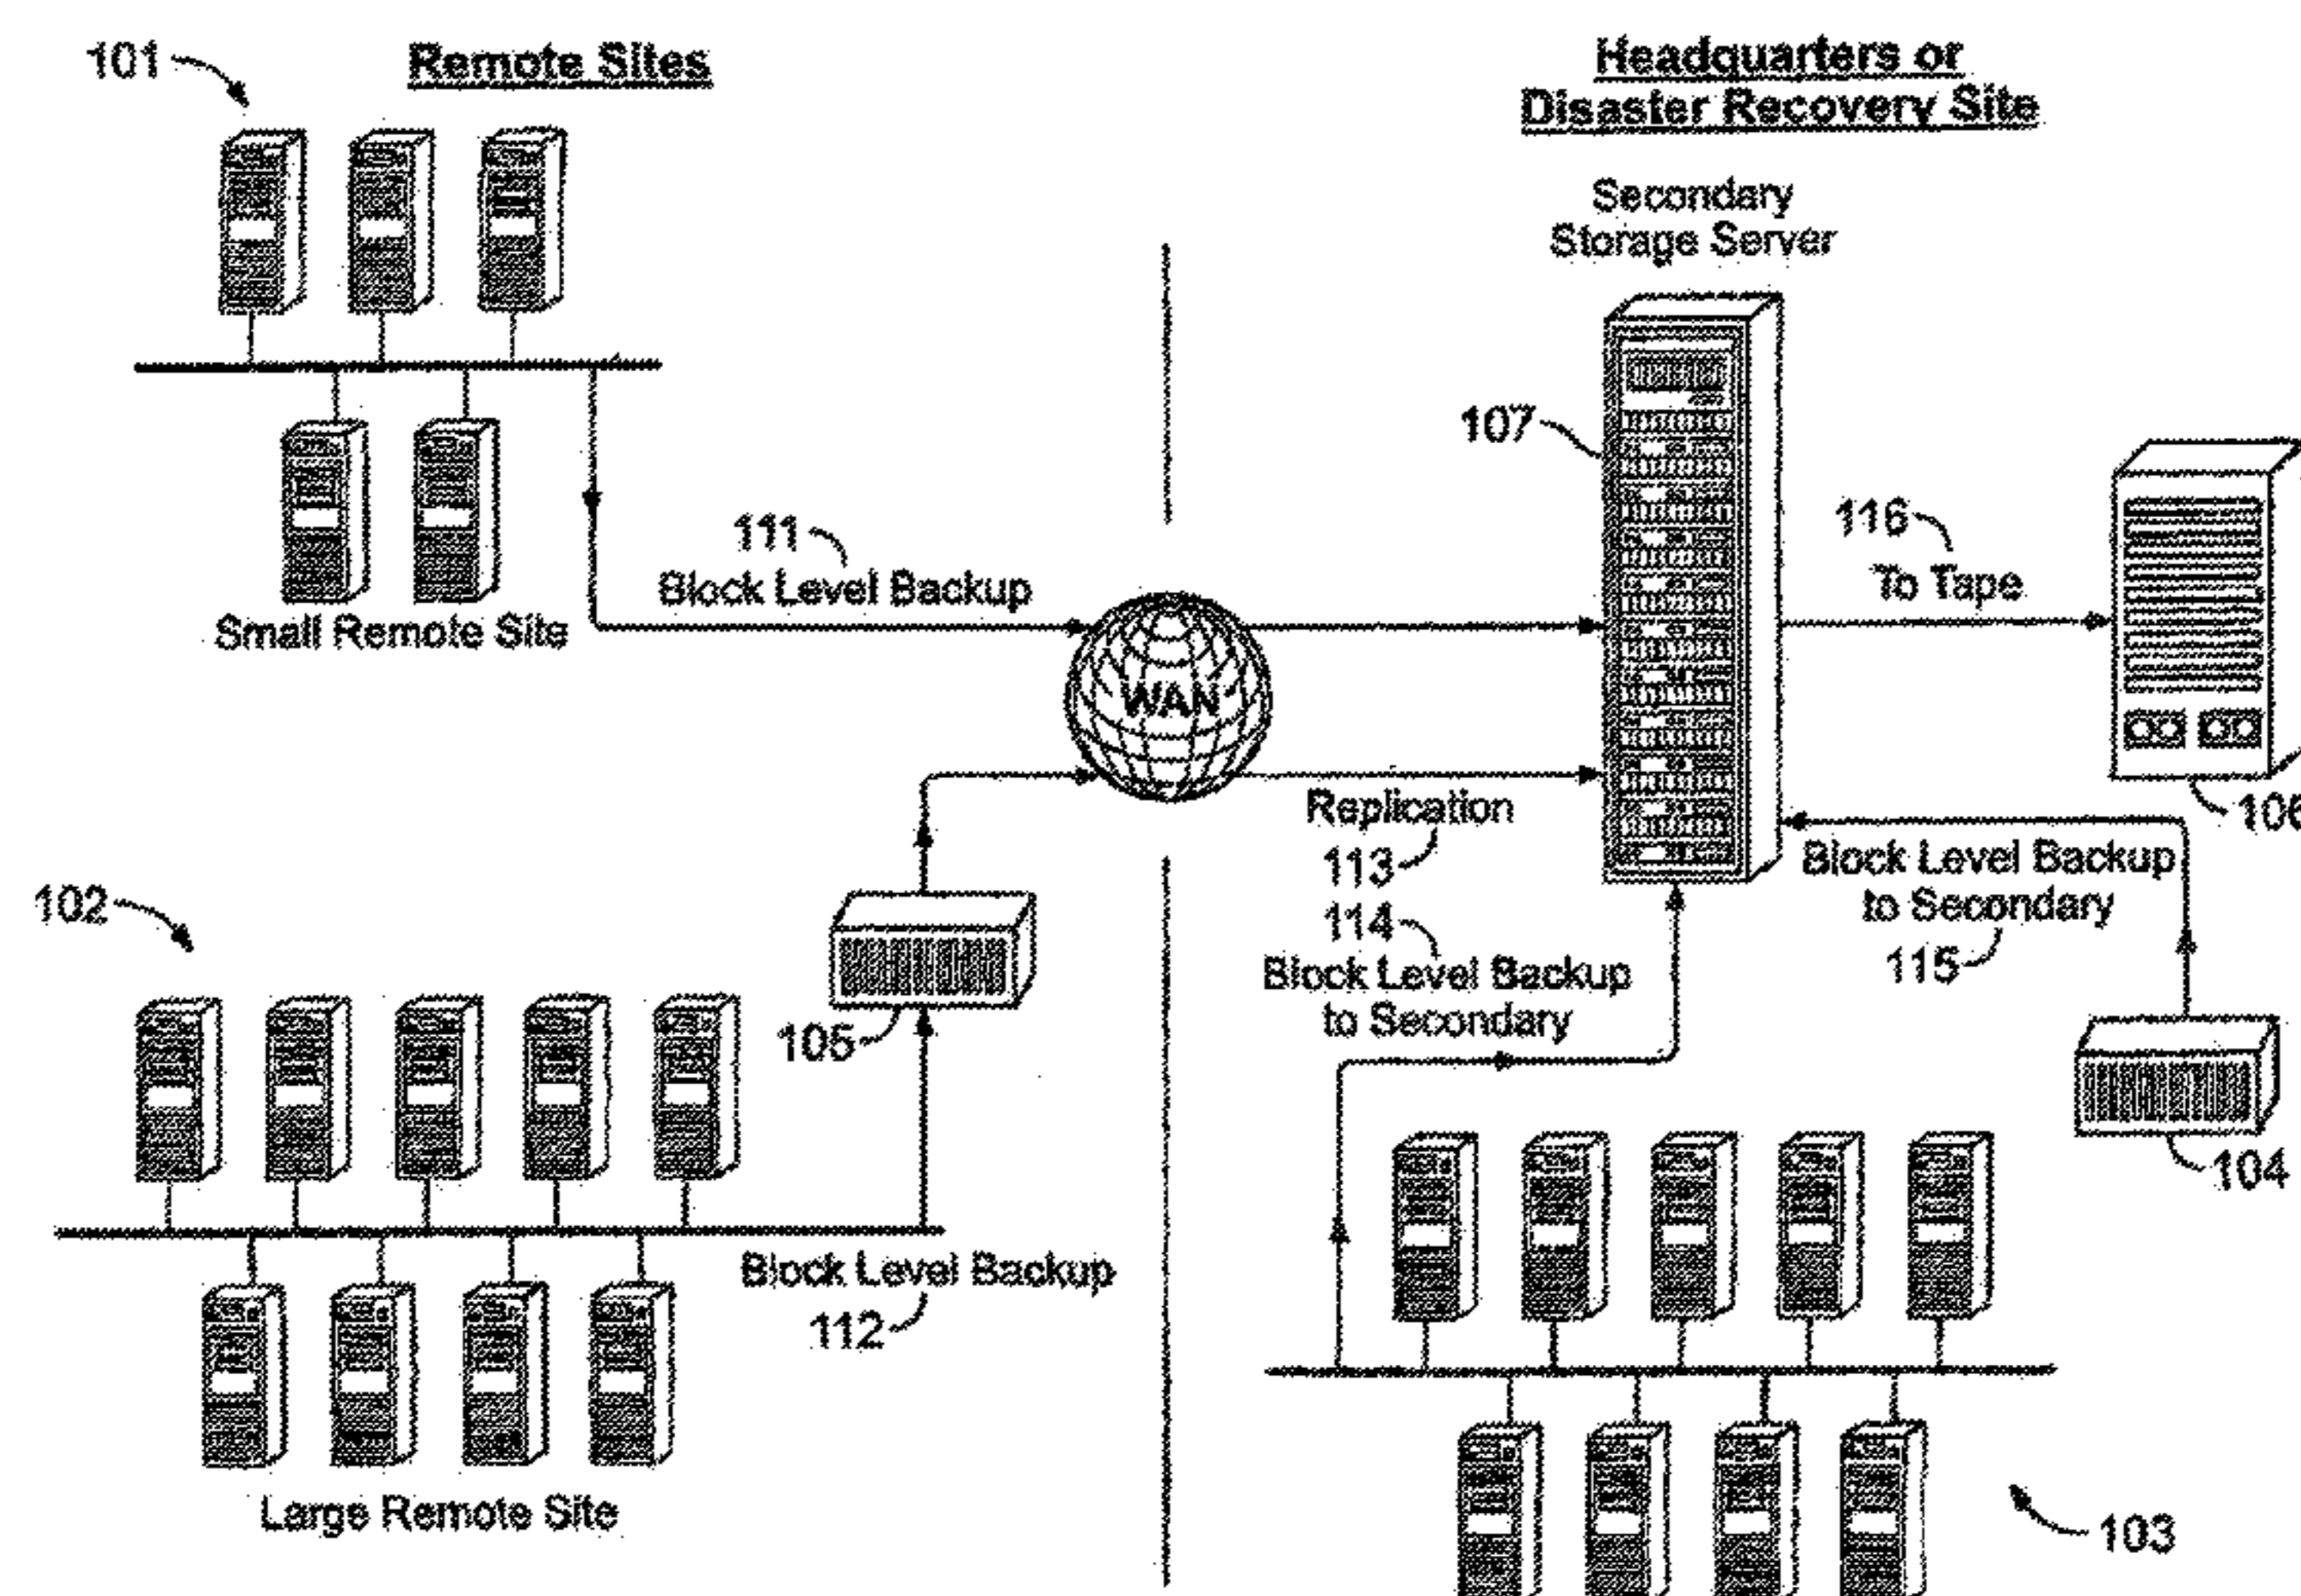 101
Remote Sites
Headquarters or
Disaster Recovery Site
Secondary
Storage Server
107
116
To Tape
111
Block Level Backup
Small Remote Site
WAN
Replication
113
106
Block Level Backup
to Secondary
115
114
Block Level Backup
to Secondary
102
105
104
Block Level Backup
112
Large Remote Site
103